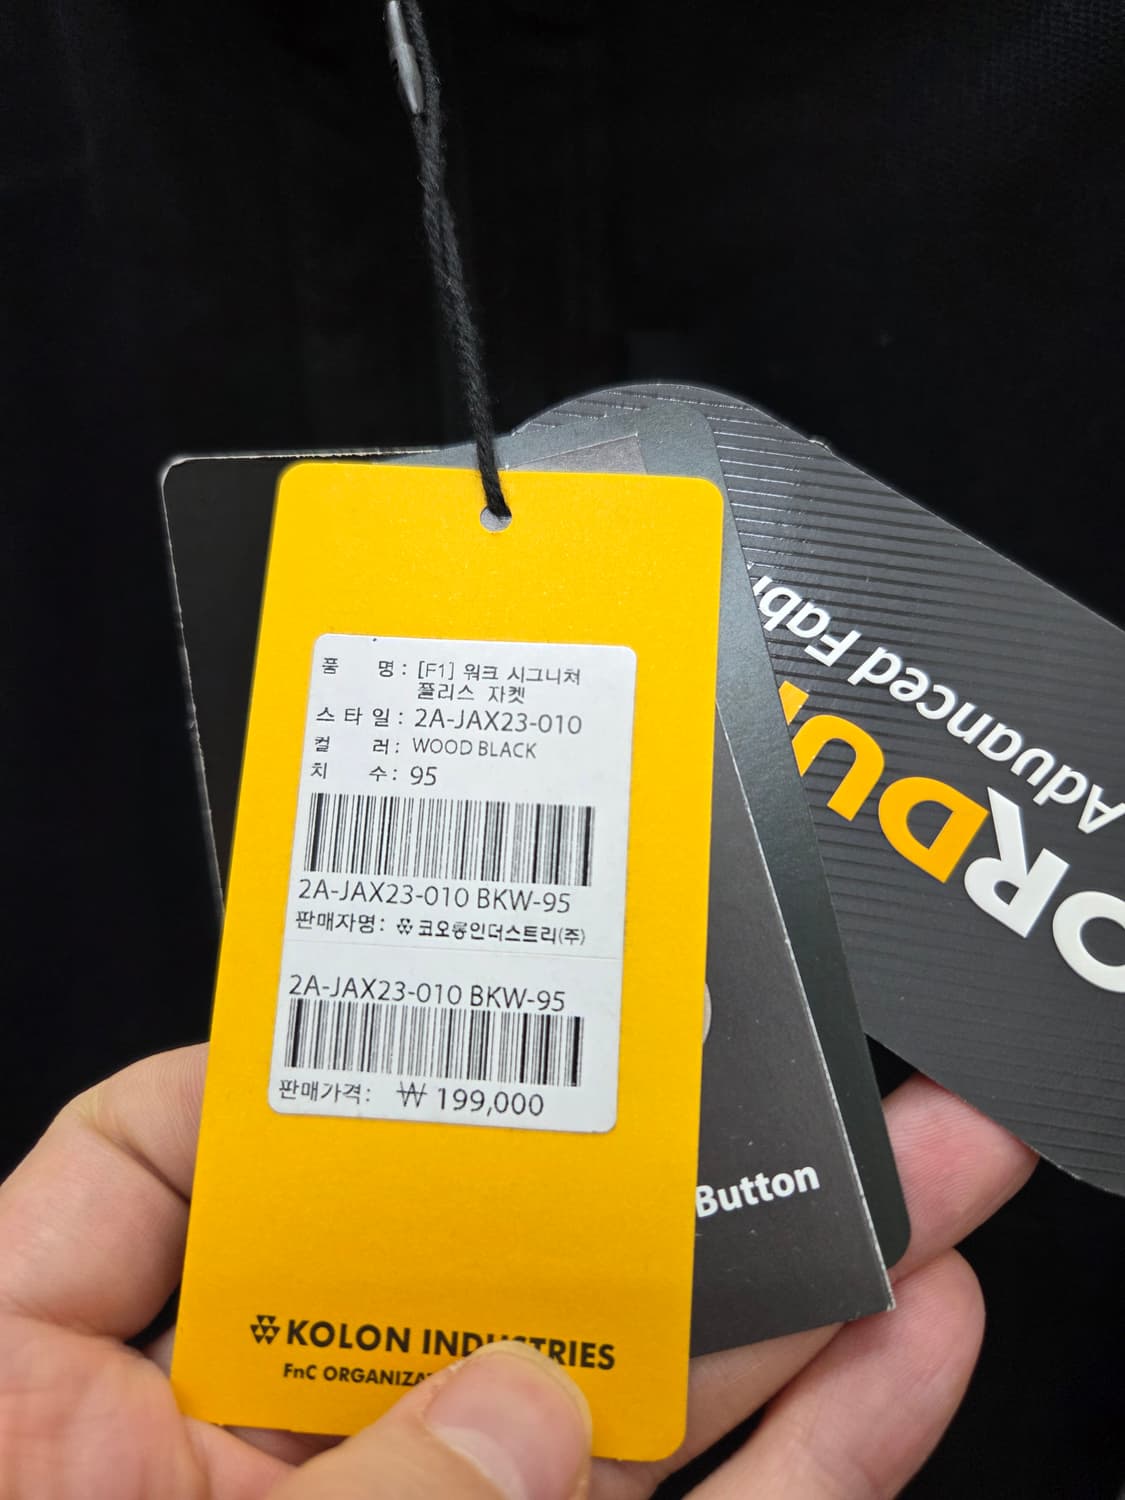 품 명 : [F1] 워크 시그니쳐
플리스 자켓
스 타 일 : 2A-JAX23-010
컬 러 : WOOD BLACK
치 수 : 95
2A-JAX23-010 BKW-95
판매자명 : 코오롱인더스트리(주)
2A-JAX23-010 BKW-95
판매가격 : ₩ 199,000
KOLON INDUSTRIES
FnC
Button
Advanced